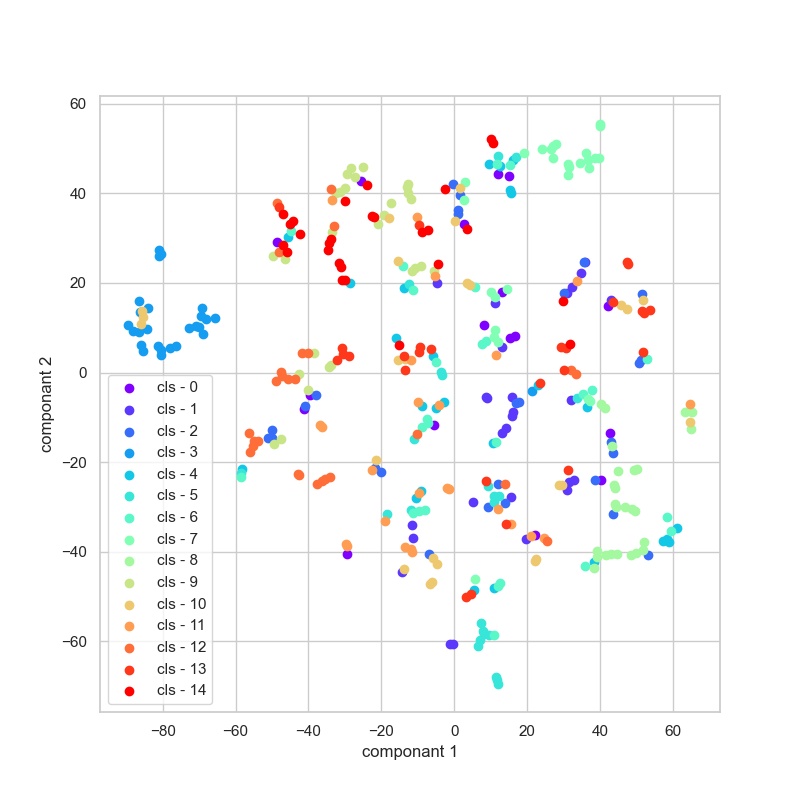 60
40
20
0
−20
−40
−60
componant 2
cls - 0
cls - 1
cls - 2
cls - 3
cls - 4
cls - 5
cls - 6
cls - 7
cls - 8
cls - 9
cls - 10
cls - 11
cls - 12
cls - 13
cls - 14
−80 −60 −40 −20 0 20 40 60
componant 1